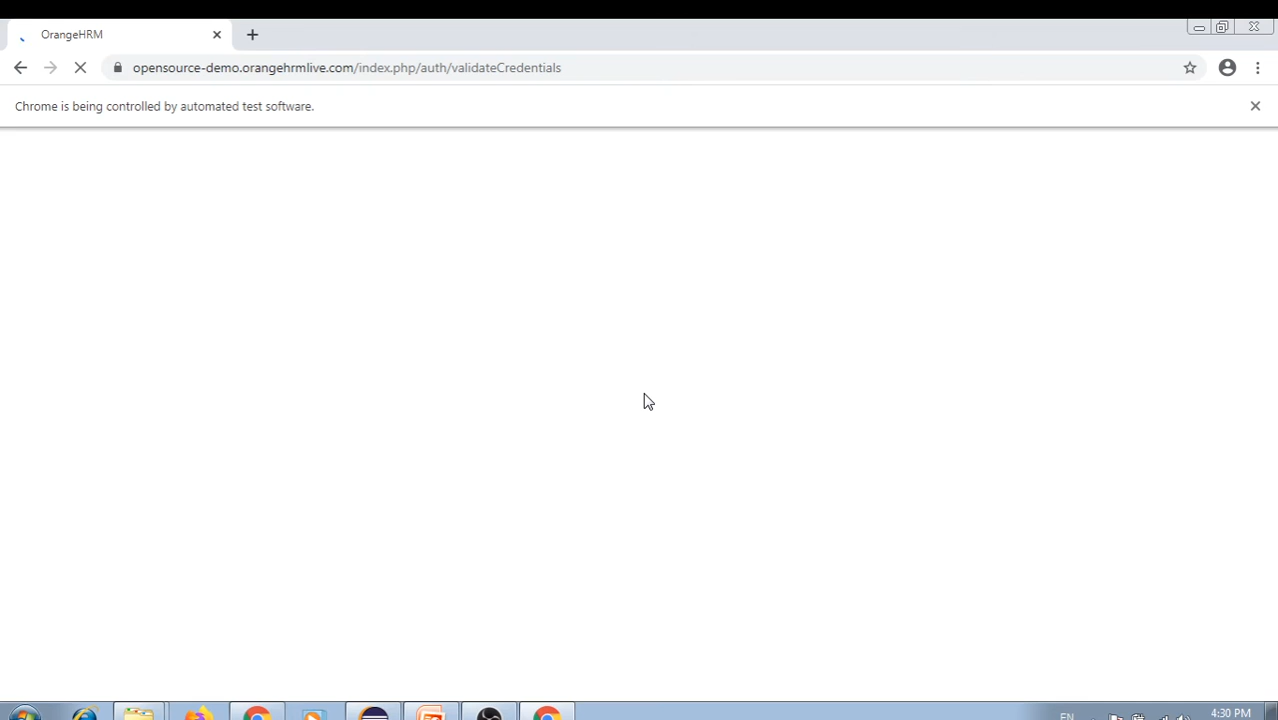 OrangeHRM
opensource-demo.orangehrmlive.com/index.php/auth/validateCredentials
Chrome is being controlled by automated test software.
EN
4:30 PM